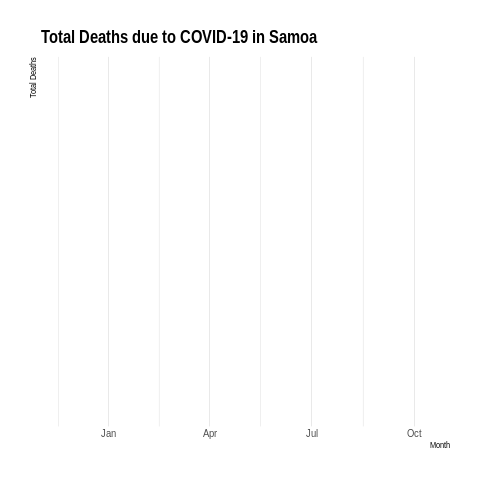 Total Deaths due to COVID-19 in Samoa
Total Deaths
Jan Apr Jul Oct
Month